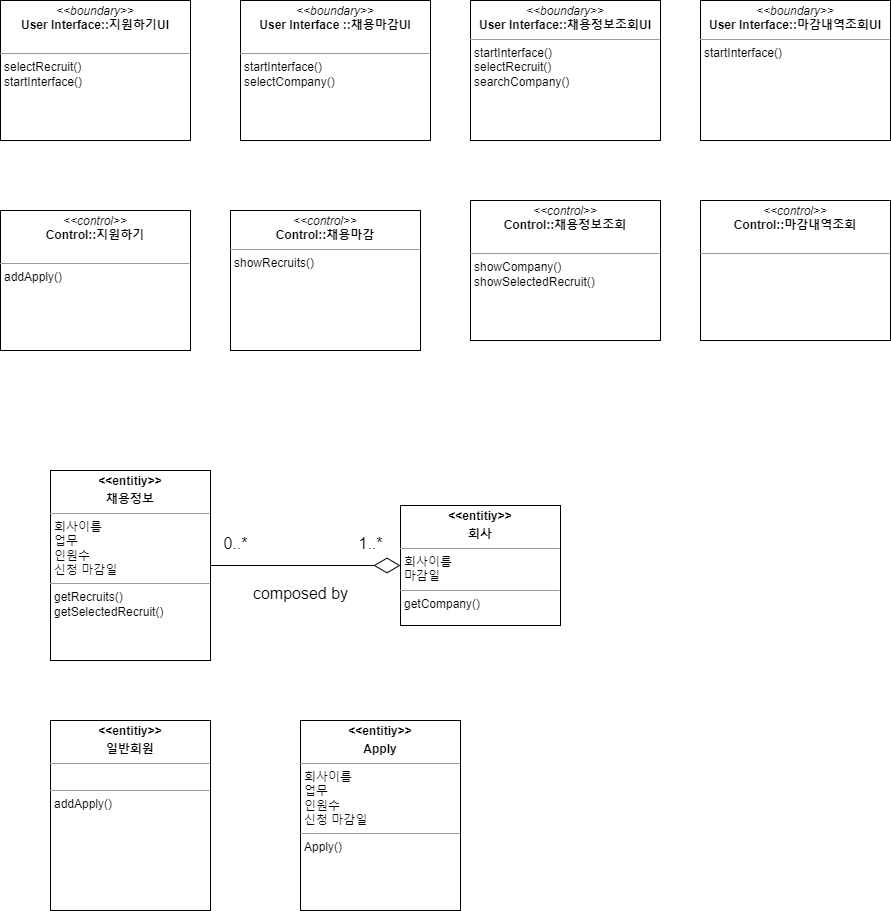 <<boundary>>
User Interface::지원하기UI
selectRecruit()
startInterface()
<<boundary>>
User Interface ::채용마감UI
startInterface()
selectCompany()
<<boundary>>
User Interface::채용정보조회UI
startInterface()
selectRecruit()
searchCompany()
<<boundary>>
User Interface::마감내역조회UI
startInterface()
<<control>>
Control::지원하기
addApply()
<<control>>
Control::채용마감
showRecruits()
<<control>>
Control::채용정보조회
showCompany()
showSelectedRecruit()
<<control>>
Control::마감내역조회
<<entitiy>>
채용정보
회사이름
업무
인원수
신청 마감일
getRecruits()
getSelectedRecruit()
0..*
1..*
composed by
<<entitiy>>
회사
회사이름
마감일
getCompany()
<<entitiy>>
일반회원
addApply()
<<entitiy>>
Apply
회사이름
업무
인원수
신청 마감일
Apply()